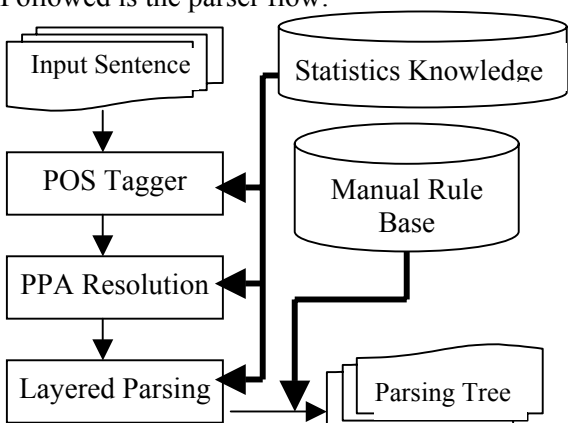 Followed is the parser flow:
Input Sentence
Statistics Knowledge
POS Tagger
Manual Rule
Base
PPA Resolution
Layered Parsing
Parsing Tree